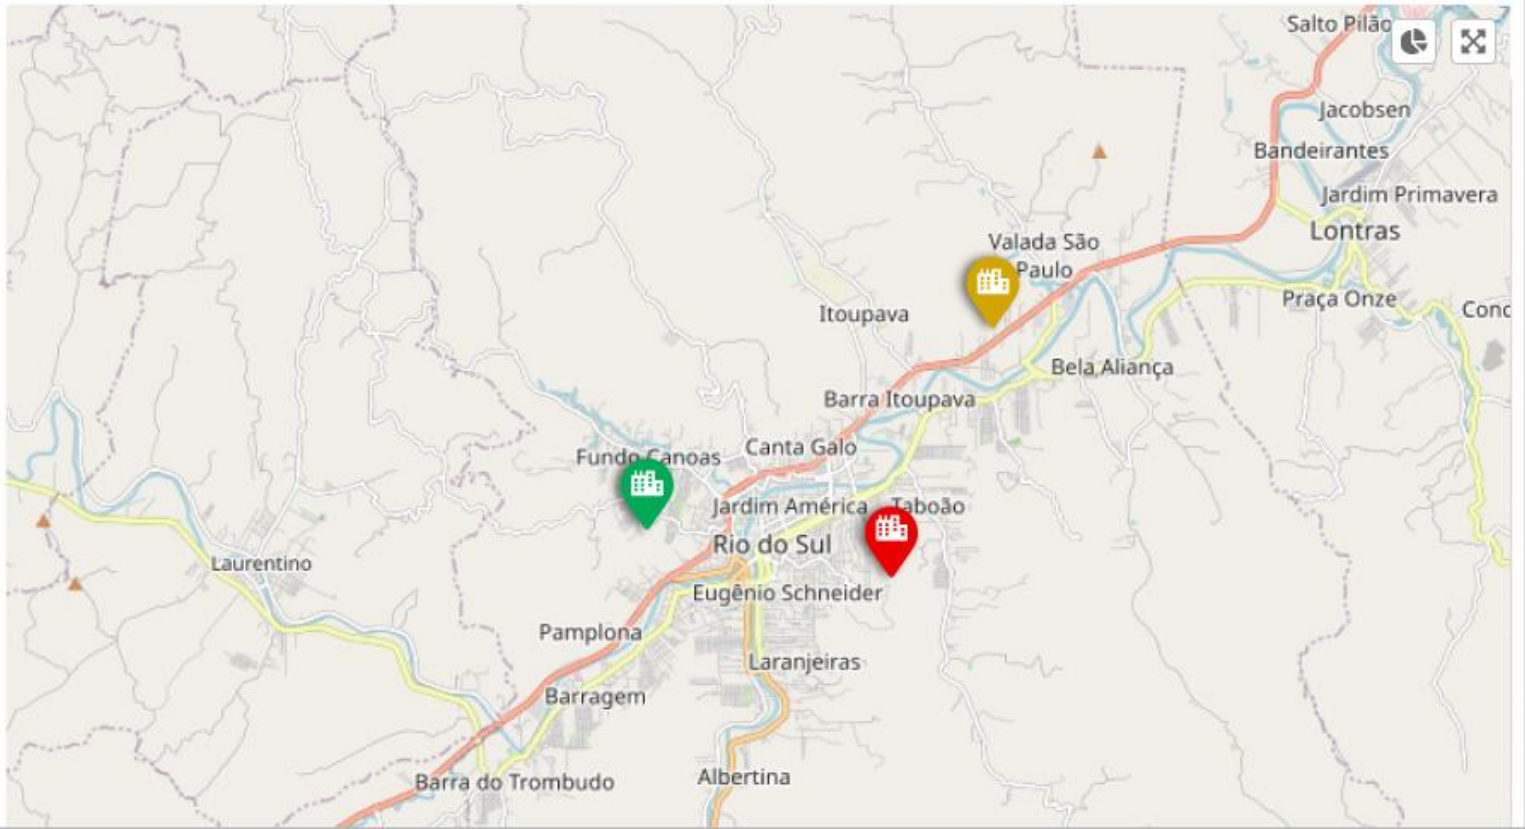 Salto Pilão
Jacobsen
Bandeirantes
Jardim Primavera
Lontras
Valada São
Paulo
Praça Onze
Conc
Itoupava
Bela Aliança
Barra Itoupava
Canta Galo
Fundo Canoas
Jardim América
Taboão
Rio do Sul
Laurentino
Eugênio Schneider
Pamplona
Laranjeiras
Barragem
Albertina
Barra do Trombudo